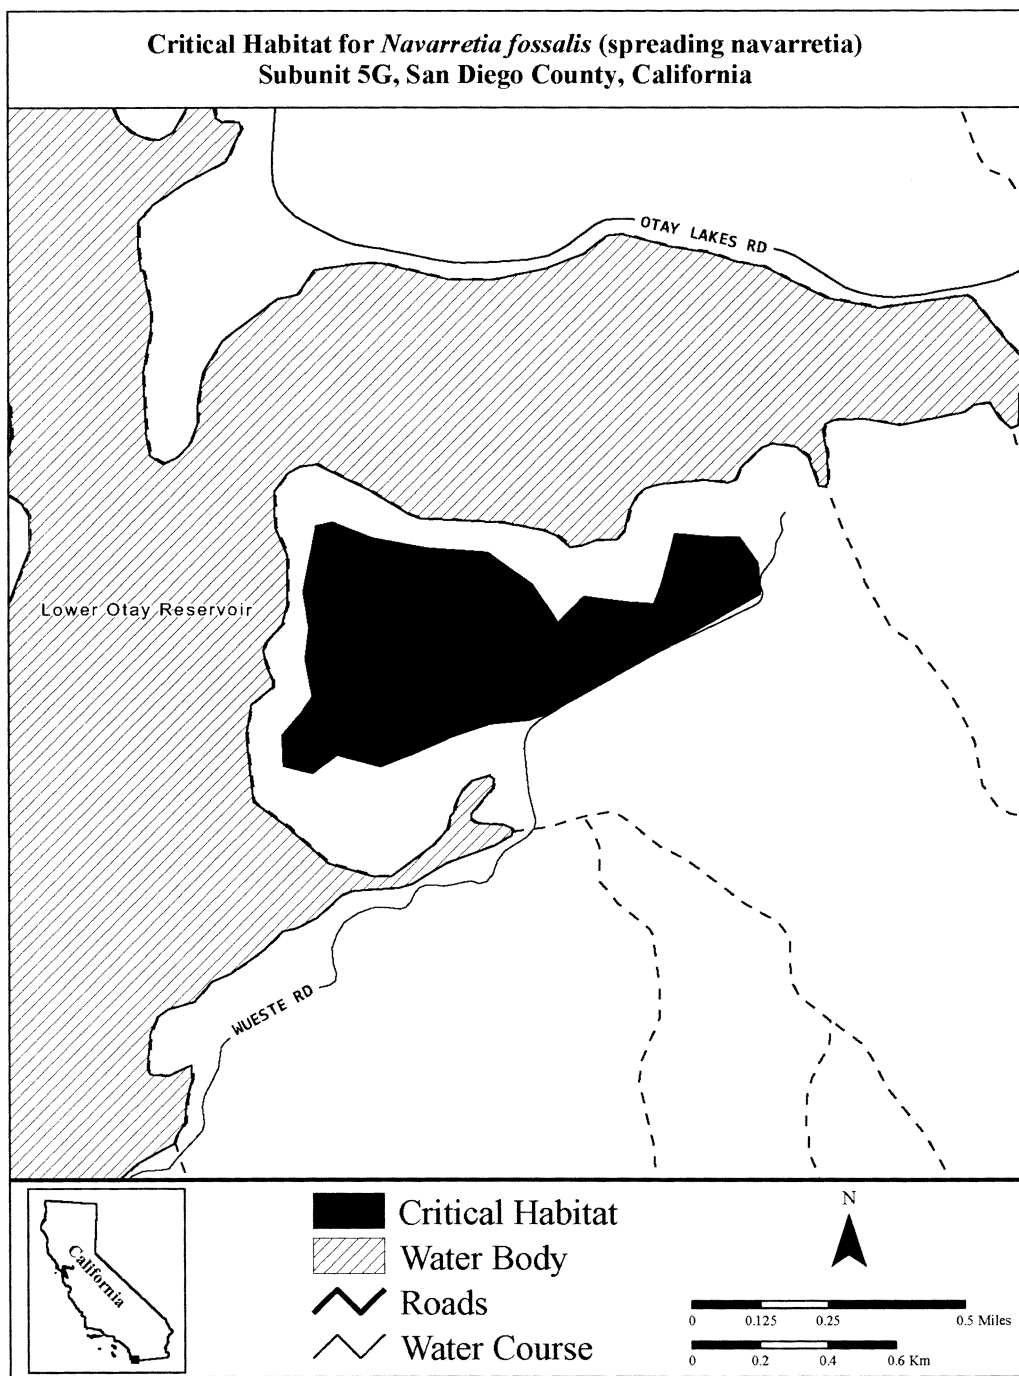 Critical Habitat for Navarretia fossalis (spreading navarretia)
Subunit 5G, San Diego County, California
OTAY LAKES RD
Lower Otay Reservoir
WUESTE RD
California
Critical Habitat
Water Body
Roads
Water Course
N
0 0.125 0.25 0.5 Miles
0 0.2 0.4 0.6 Km